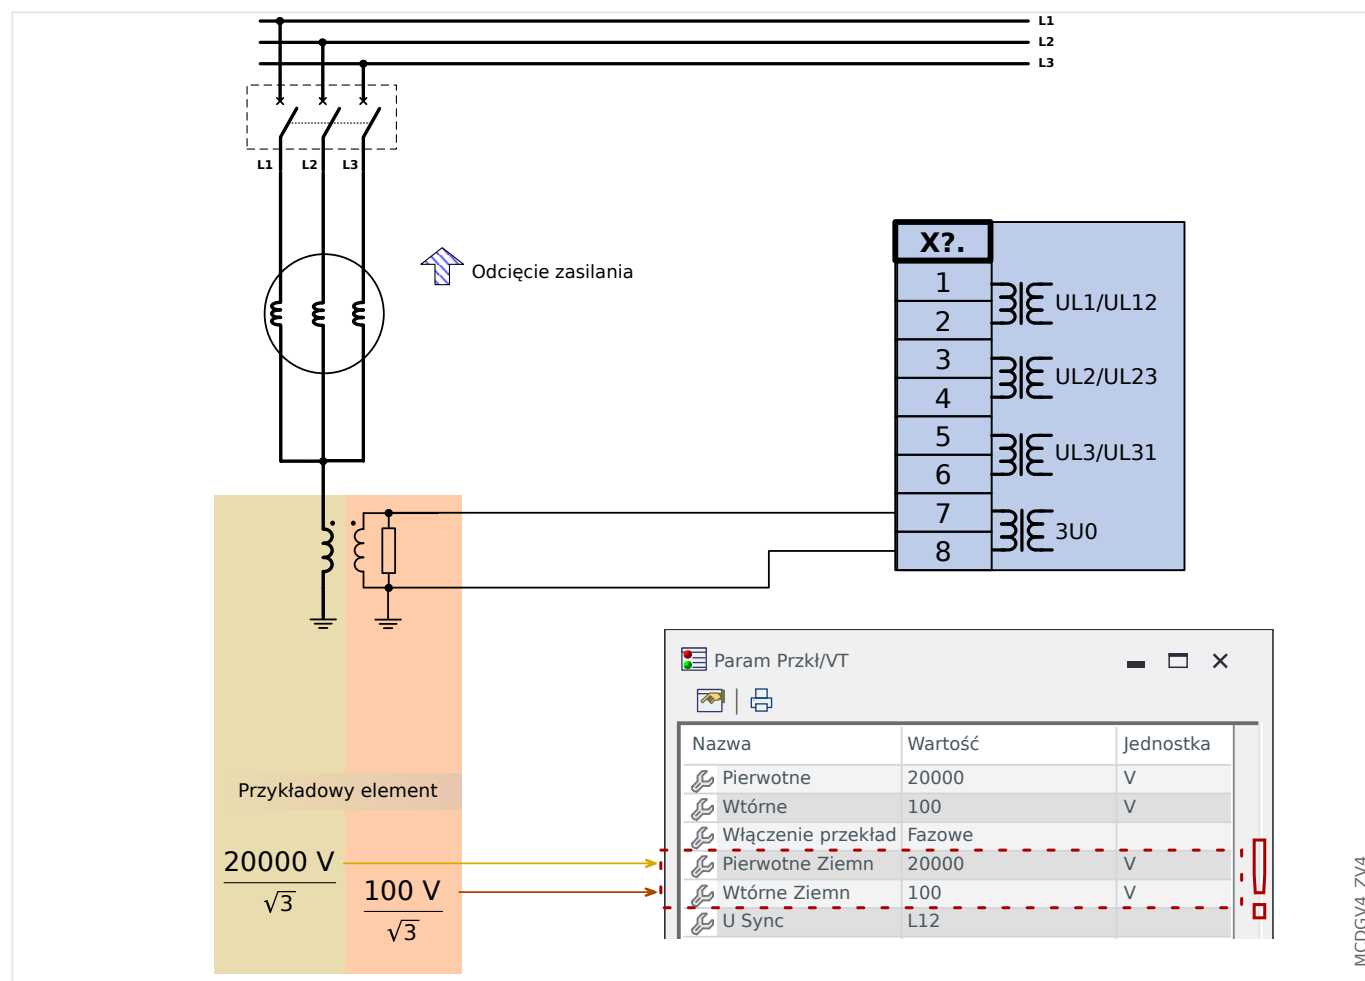 L1
L2
L3
L1 L2 L3
Odcięcie zasilania
X?.
1
2
UL1/UL12
3
4
UL2/UL23
5
6
UL3/UL31
7
8
3U0
Param Przkł/VT
Nazwa Wartość Jednostka
Pierwotne 20000 V
Wtórne 100 V
Włączenie przekład Fazowe
Pierwotne Ziemn 20000 V
Wtórne Ziemn 100 V
U Sync L12
Przykładowy element
20000 V
√3
100 V
√3
MCDGV4_ZV4